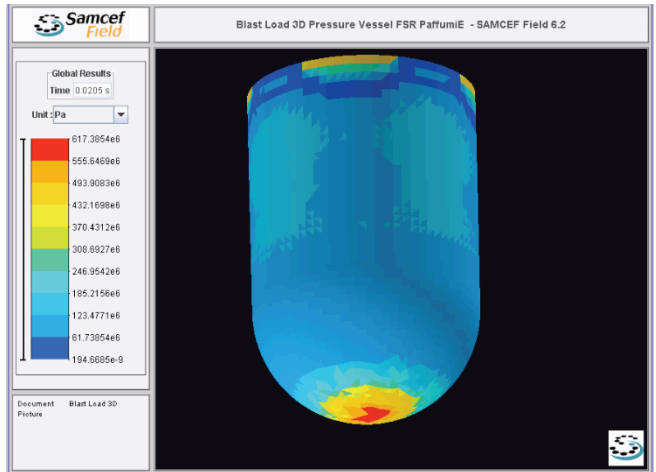 Samcef
Field
Blast Load 3D Pressure Vessel FSR PaffumiE - SAMCEF Field 6.2
Global Results
Time 0.0205 s
Unit : Pa
617.3854e6
555.6469e6
493.9083e6
432.1698e6
370.4312e6
308.6927e6
246.9542e6
185.2156e6
123.4771e6
61.73854e6
194.6685e-9
Document Blast Load 3D
Picture